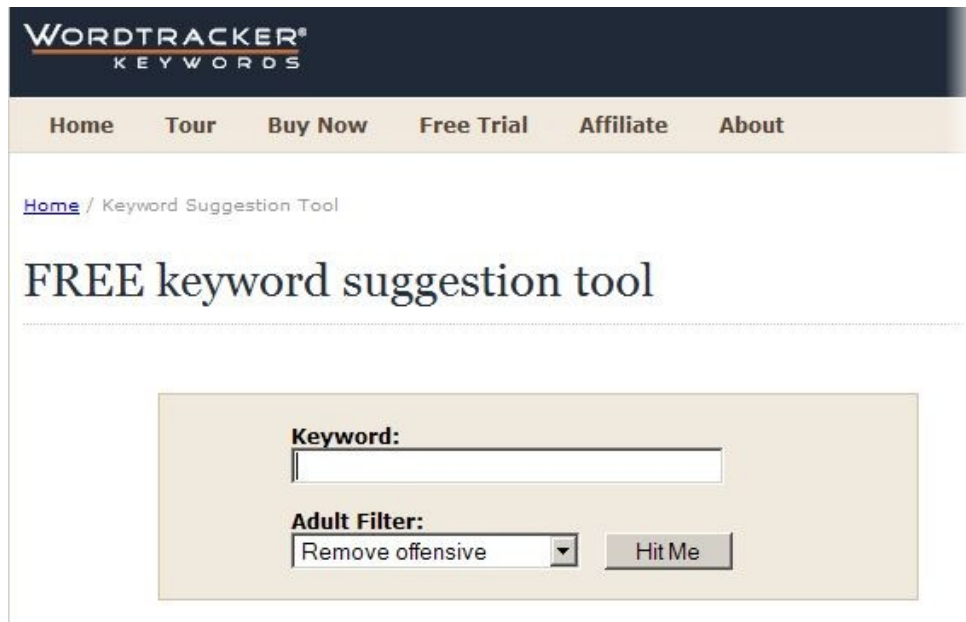 WORDTRACKER®
KEYWORDS
Home Tour Buy Now Free Trial Affiliate About
Home / Keyword Suggestion Tool
FREE keyword suggestion tool
Keyword:
Adult Filter:
Remove offensive Hit Me